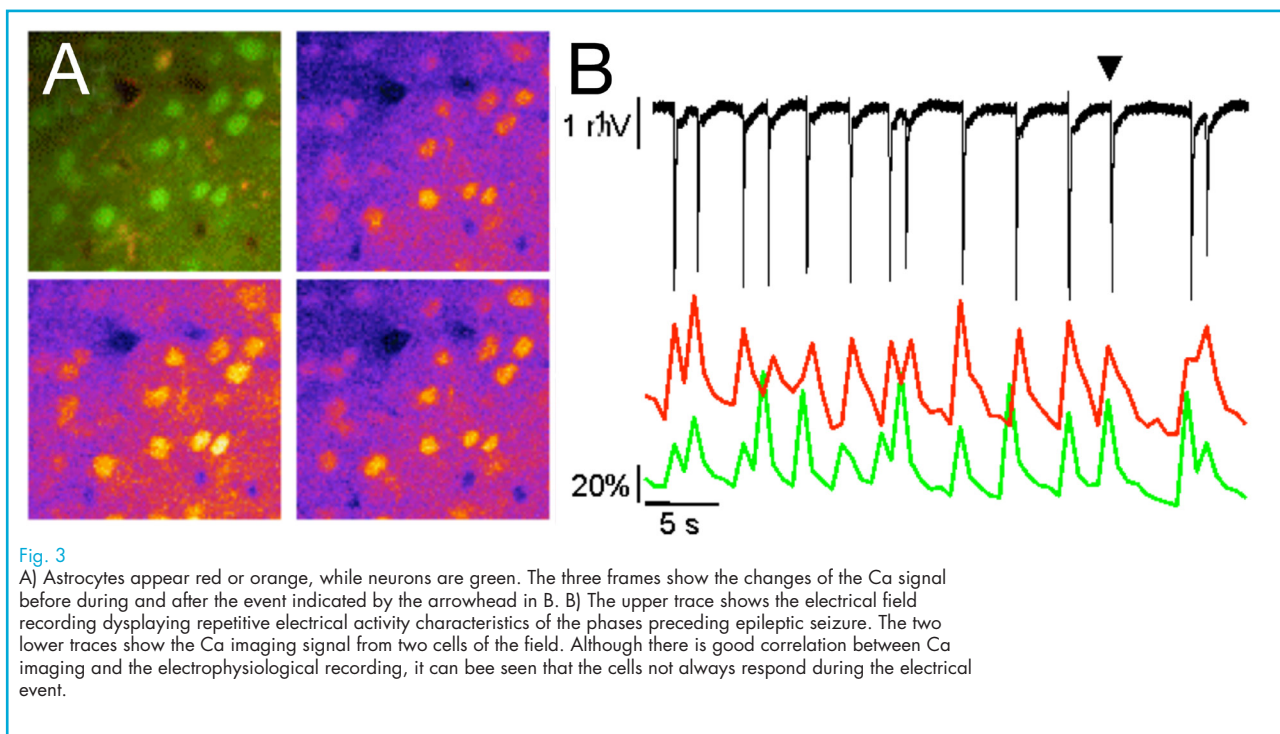 A
B
1 mV
20%
5 s
Fig. 3
A) Astrocytes appear red or orange, while neurons are green. The three frames show the changes of the Ca signal
before during and after the event indicated by the arrowhead in B. B) The upper trace shows the electrical field
recording dysplaying repetitive electrical activity characteristics of the phases preceding epileptic seizure. The two
lower traces show the Ca imaging signal from two cells of the field. Although there is good correlation between Ca
imaging and the electrophysiological recording, it can bee seen that the cells not always respond during the electrical
event.